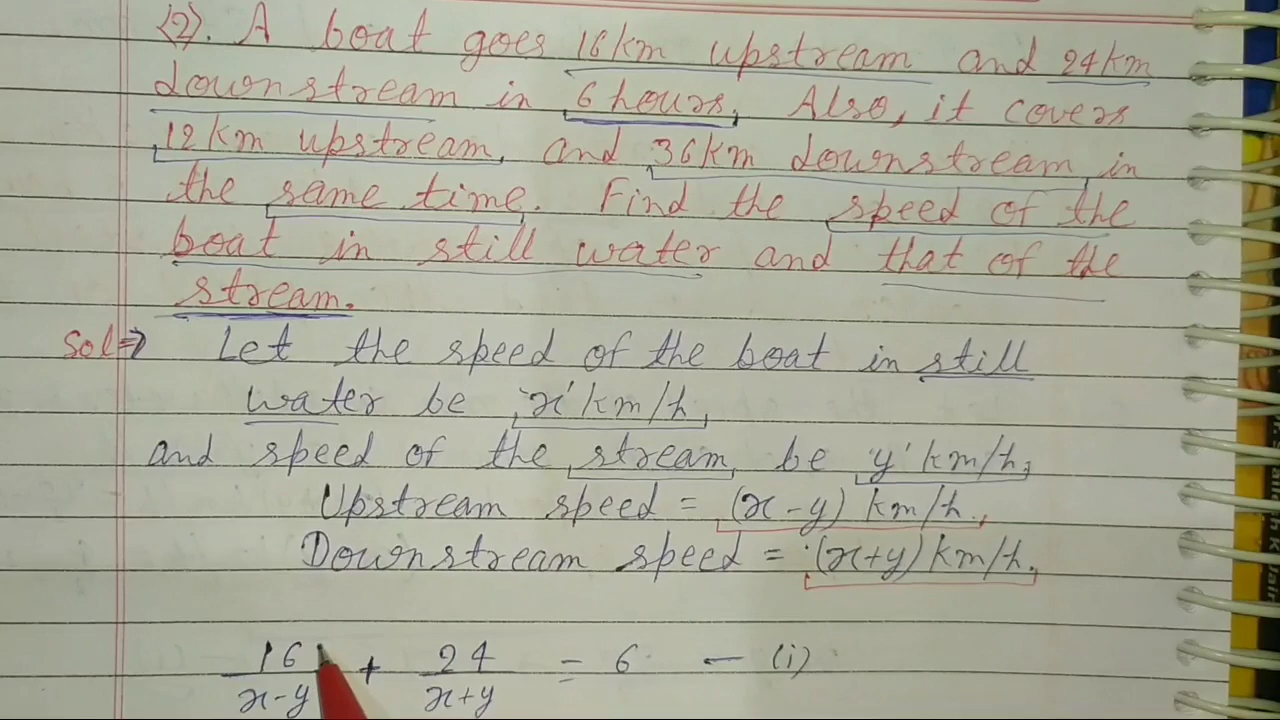 (2). A boat goes 16km upstream and 24km
downstream in 6 hours. Also, it covers
12km upstream, and 36km downstream in
the same time. Find the speed of the
boat in still water and that of the
stream.
Sol⇒ Let the speed of the boat in still
water be 'x' km/h,
and speed of the stream be 'y' km/h,
Upstream speed = (x-y) km/h.
Downstream speed = (x+y) km/h.
16/x-y + 24/x+y = 6 — (i)